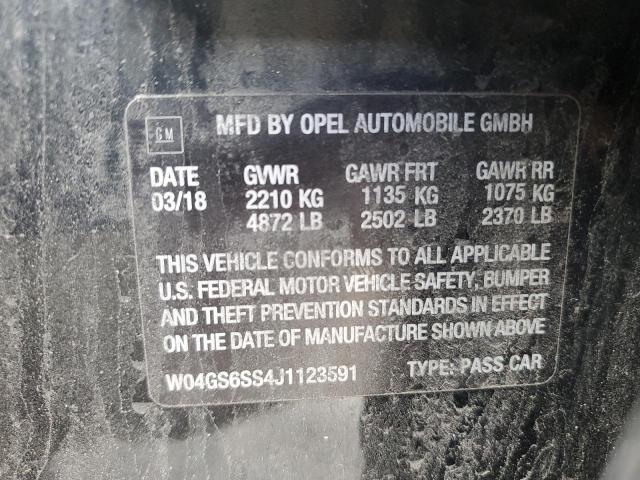 GM MFD BY OPEL AUTOMOBILE GMBH
DATE GVWR GAWR FRT GAWR RR
03/18 2210 KG 1135 KG 1075 KG
4872 LB 2502 LB 2370 LB
THIS VEHICLE CONFORMS TO ALL APPLICABLE
U.S. FEDERAL MOTOR VEHICLE SAFETY, BUMPER
AND THEFT PREVENTION STANDARDS IN EFFECT
ON THE DATE OF MANUFACTURE SHOWN ABOVE
W04GS6SS4J1123591 TYPE: PASS CAR